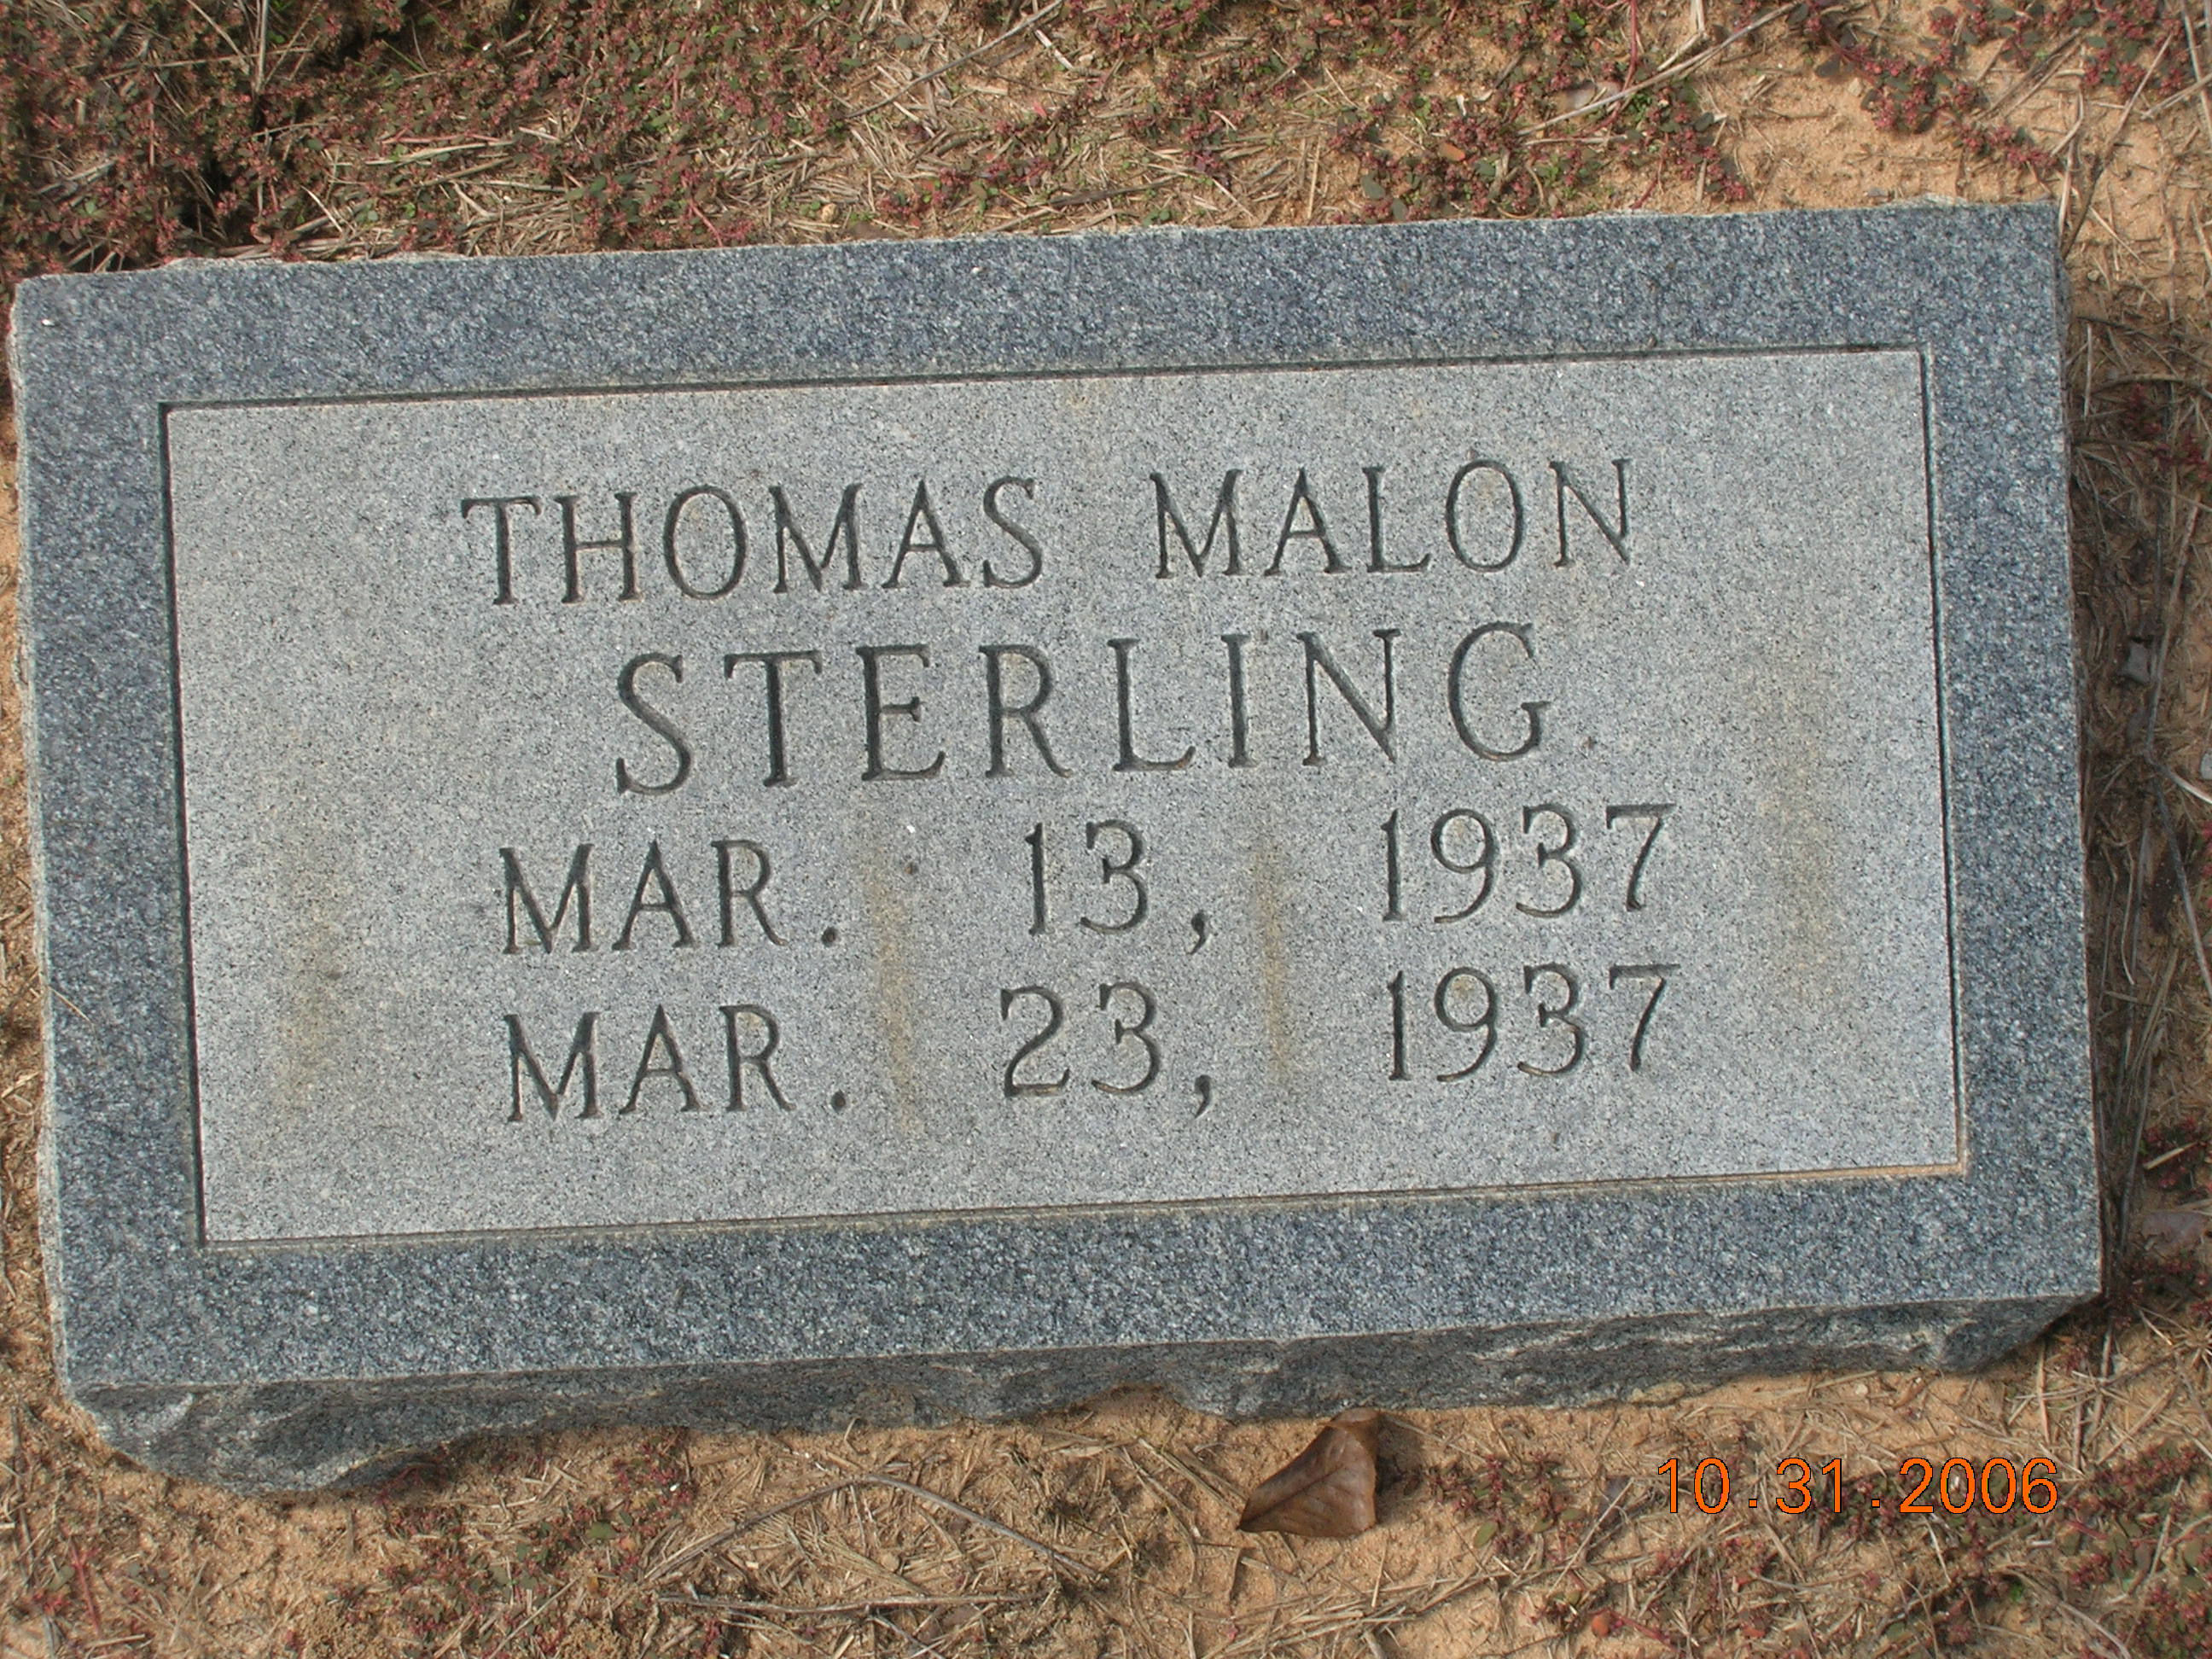 THOMAS MALON
STERLING
MAR. 13, 1937
MAR. 23, 1937
10.31.2006